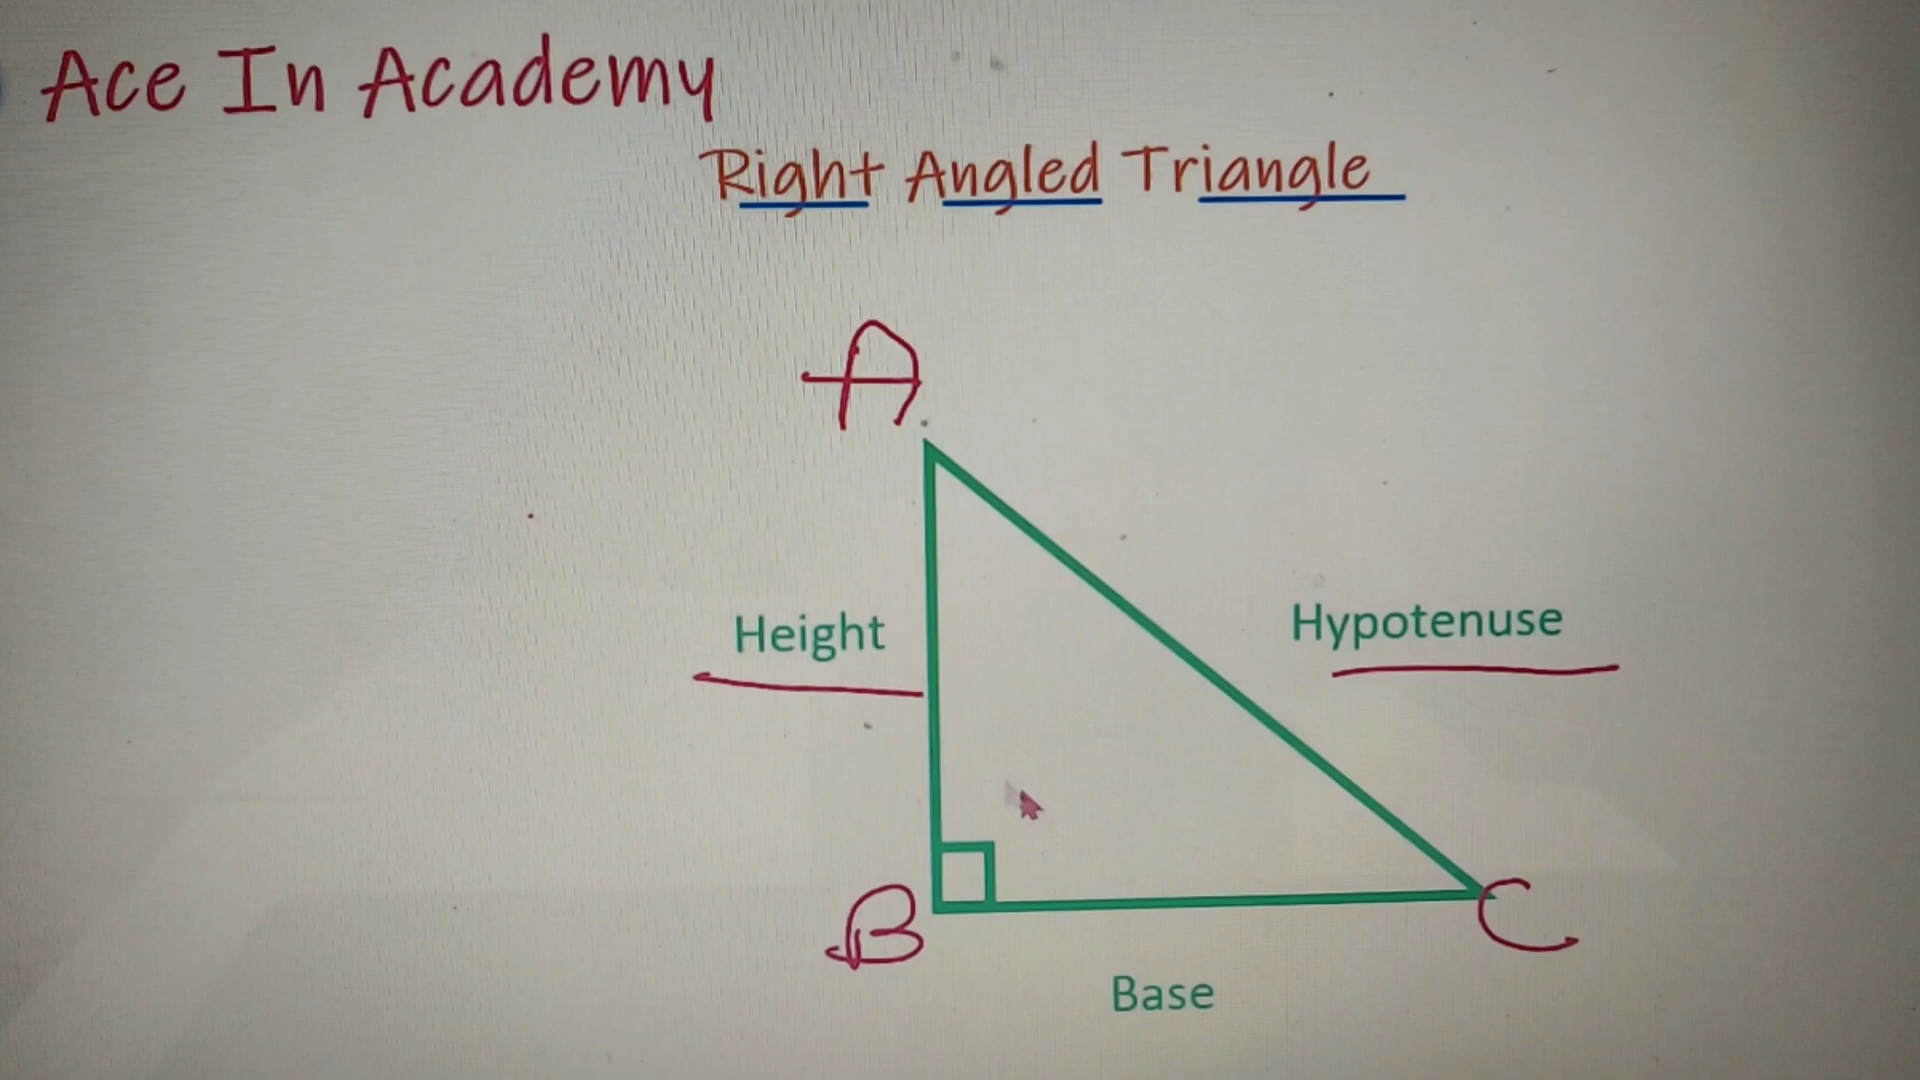 Ace In Academy
Right Angled Triangle
A
Height
Hypotenuse
B
C
Base